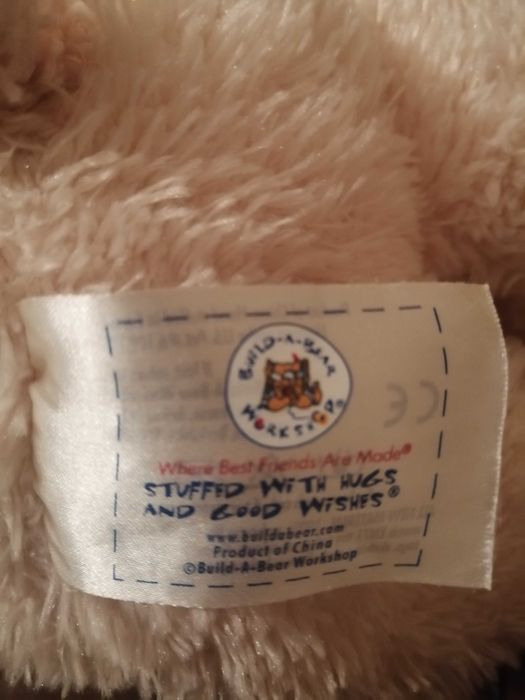 BUILD-A-BEAR
WORKSHOP®
CE
Where Best Friends Are Made®
STUFFED WITH HUGS
AND GOOD WISHES®
www.buildabear.com
Product of China
©Build-A-Bear Workshop